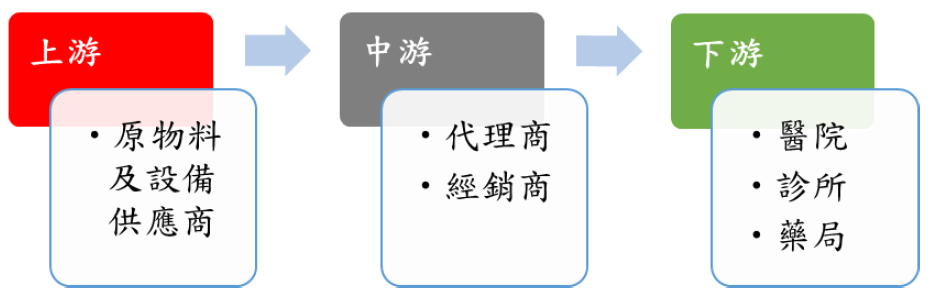 上游
• 原物料
及設備
供應商
中游
• 代理商
• 經銷商
下游
• 醫院
• 診所
• 藥局